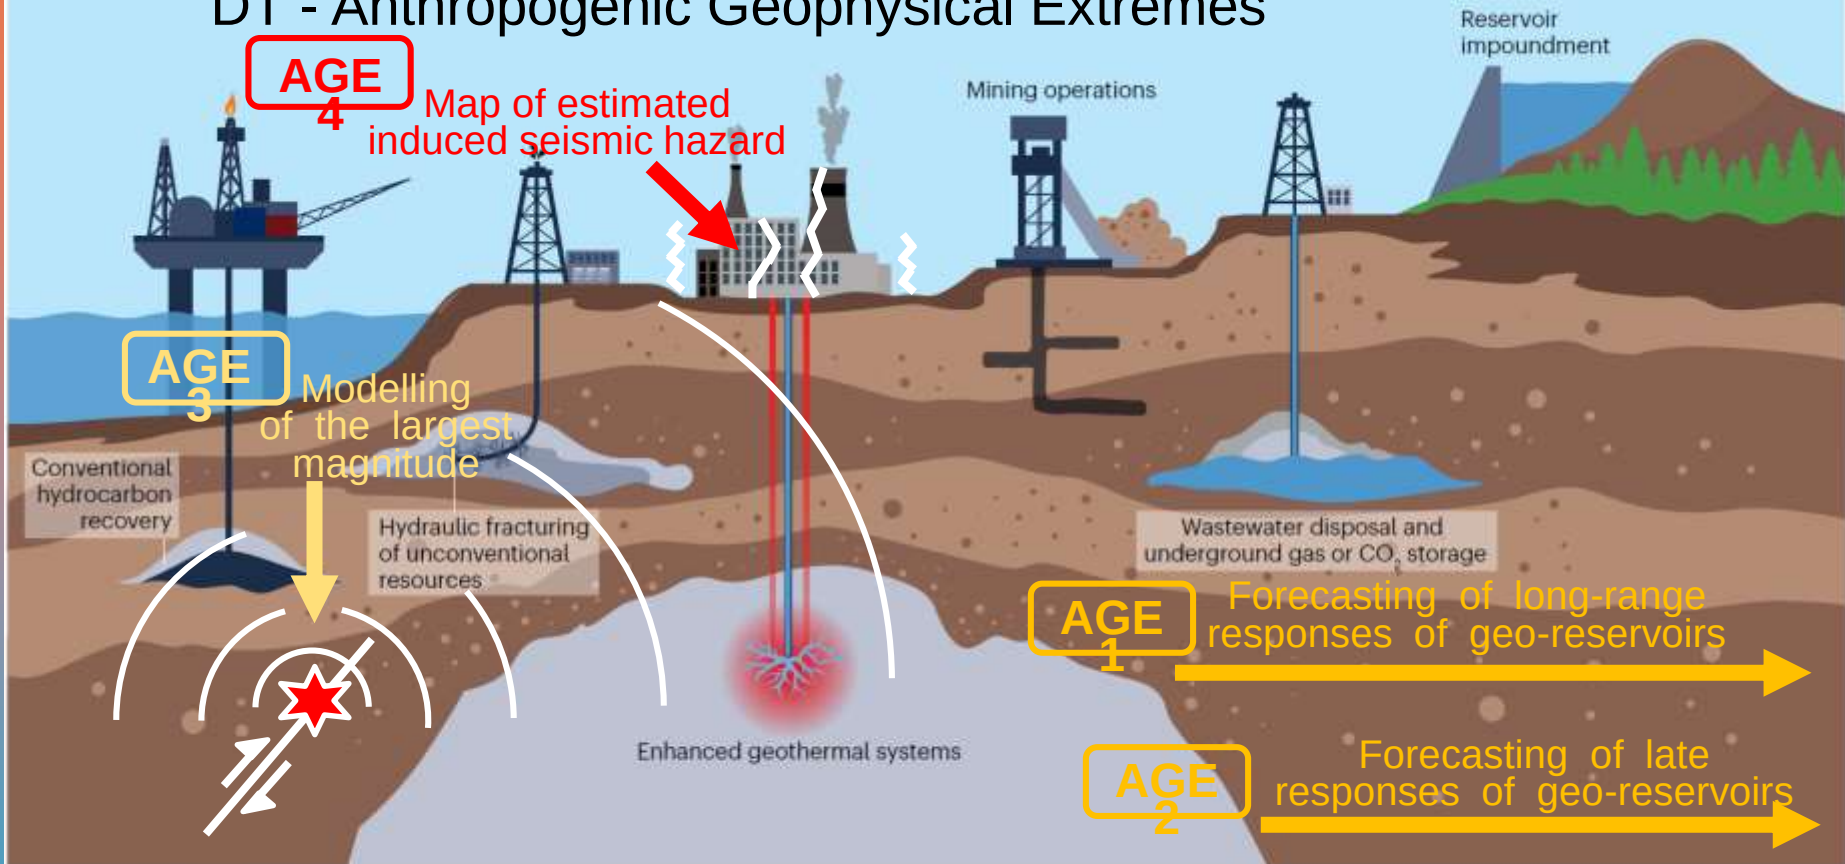 DT - Anthropogenic Geophysical Extremes
AGE
4
Map of estimated
induced seismic hazard
Mining operations
Reservoir
impoundment
AGE
3
Modelling
of the largest
magnitude
Conventional
hydrocarbon
recovery
Hydraulic fracturing
of unconventional
resources
Wastewater disposal and
underground gas or CO2 storage
Enhanced geothermal systems
AGE
1
Forecasting of long-range
responses of geo-reservoirs
AGE
2
Forecasting of late
responses of geo-reservoirs